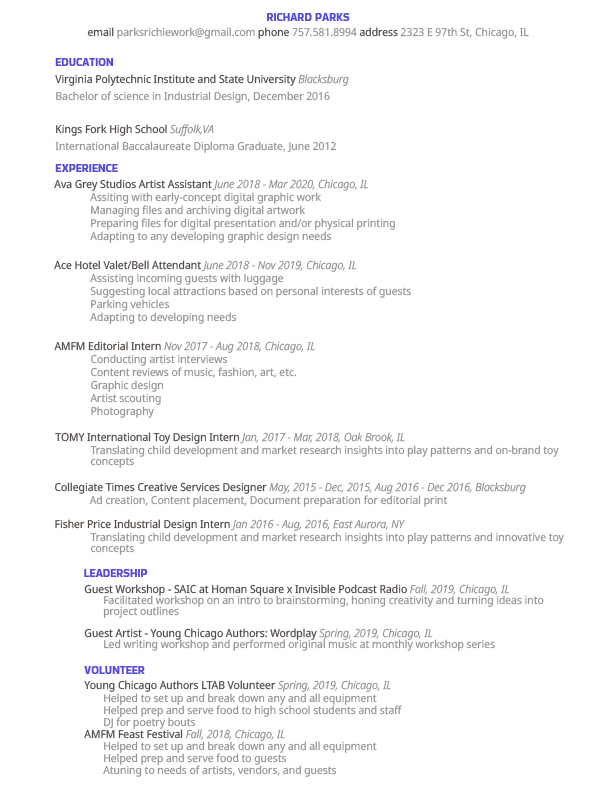 RICHARD PARKS
email parksrichiework@gmail.com phone 757.581.8994 address 2323 E 97th St, Chicago, IL
EDUCATION
Virginia Polytechnic Institute and State University Blacksburg
Bachelor of science in Industrial Design, December 2016
Kings Fork High School Suffolk,VA
International Baccalaureate Diploma Graduate, June 2012
EXPERIENCE
Ava Grey Studios Artist Assistant June 2018 - Mar 2020, Chicago, IL
Assiting with early-concept digital graphic work
Managing files and archiving digital artwork
Preparing files for digital presentation and/or physical printing
Adapting to any developing graphic design needs
Ace Hotel Valet/Bell Attendant June 2018 - Nov 2019, Chicago, IL
Assisting incoming guests with luggage
Suggesting local attractions based on personal interests of guests
Parking vehicles
Adapting to developing needs
AMFM Editorial Intern Nov 2017 - Aug 2018, Chicago, IL
Conducting artist interviews
Content reviews of music, fashion, art, etc.
Graphic design
Artist scouting
Photography
TOMY International Toy Design Intern Jan, 2017 - Mar, 2018, Oak Brook, IL
Translating child development and market research insights into play patterns and on-brand toy
concepts
Collegiate Times Creative Services Designer May, 2015 - Dec, 2015, Aug 2016 - Dec 2016, Blacksburg
Ad creation, Content placement, Document preparation for editorial print
Fisher Price Industrial Design Intern Jan 2016 - Aug, 2016, East Aurora, NY
Translating child development and market research insights into play patterns and innovative toy
concepts
LEADERSHIP
Guest Workshop - SAIC at Homan Square x Invisible Podcast Radio Fall, 2019, Chicago, IL
Facilitated workshop on an intro to brainstorming, honing creativity and turning ideas into
project outlines
Guest Artist - Young Chicago Authors: Wordplay Spring, 2019, Chicago, IL
Led writing workshop and performed original music at monthly workshop series
VOLUNTEER
Young Chicago Authors LTAB Volunteer Spring, 2019, Chicago, IL
Helped to set up and break down any and all equipment
Helped prep and serve food to high school students and staff
DJ for poetry bouts
AMFM Feast Festival Fall, 2018, Chicago, IL
Helped to set up and break down any and all equipment
Helped prep and serve food to guests
Atuning to needs of artists, vendors, and guests